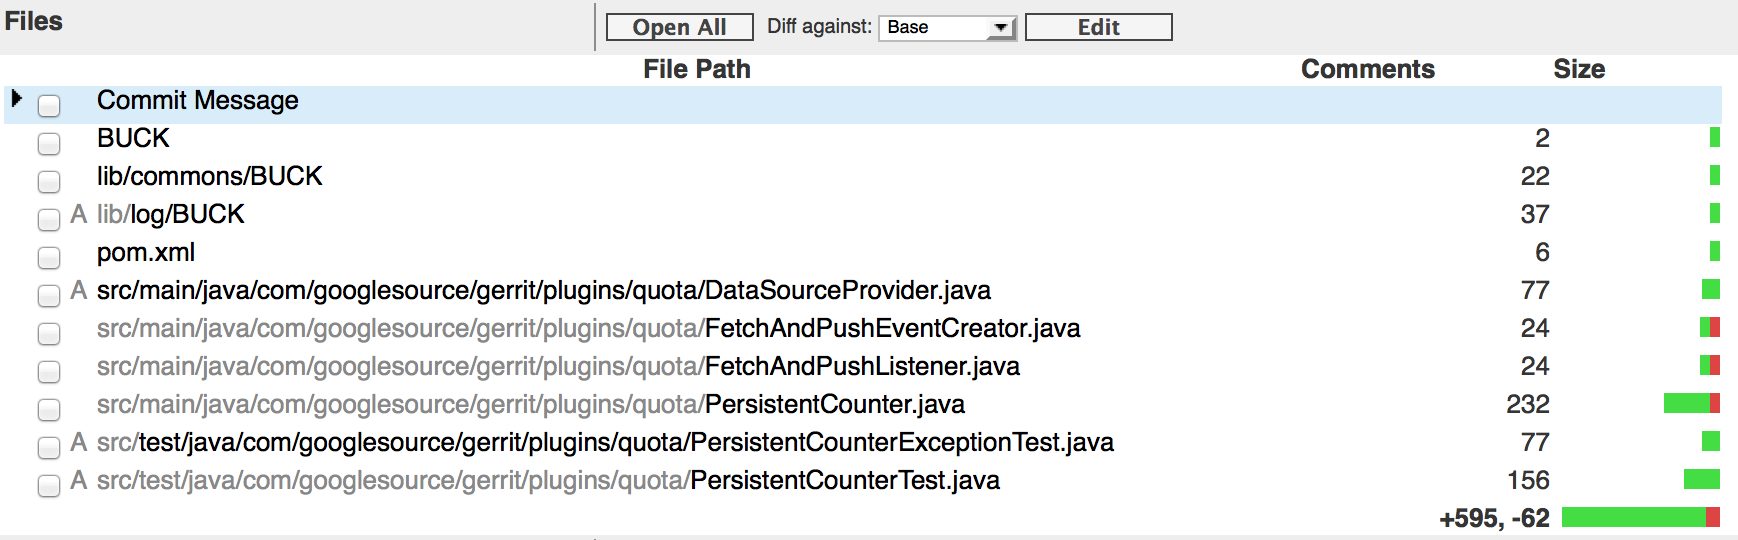 Files Open All Diff against: Base Edit
File Path Comments Size
Commit Message
BUCK 2
lib/commons/BUCK 22
A lib/log/BUCK 37
pom.xml 6
A src/main/java/com/googlesource/gerrit/plugins/quota/DataSourceProvider.java 77
src/main/java/com/googlesource/gerrit/plugins/quota/FetchAndPushEventCreator.java 24
src/main/java/com/googlesource/gerrit/plugins/quota/FetchAndPushListener.java 24
src/main/java/com/googlesource/gerrit/plugins/quota/PersistentCounter.java 232
A src/test/java/com/googlesource/gerrit/plugins/quota/PersistentCounterExceptionTest.java 77
A src/test/java/com/googlesource/gerrit/plugins/quota/PersistentCounterTest.java 156
+595, -62